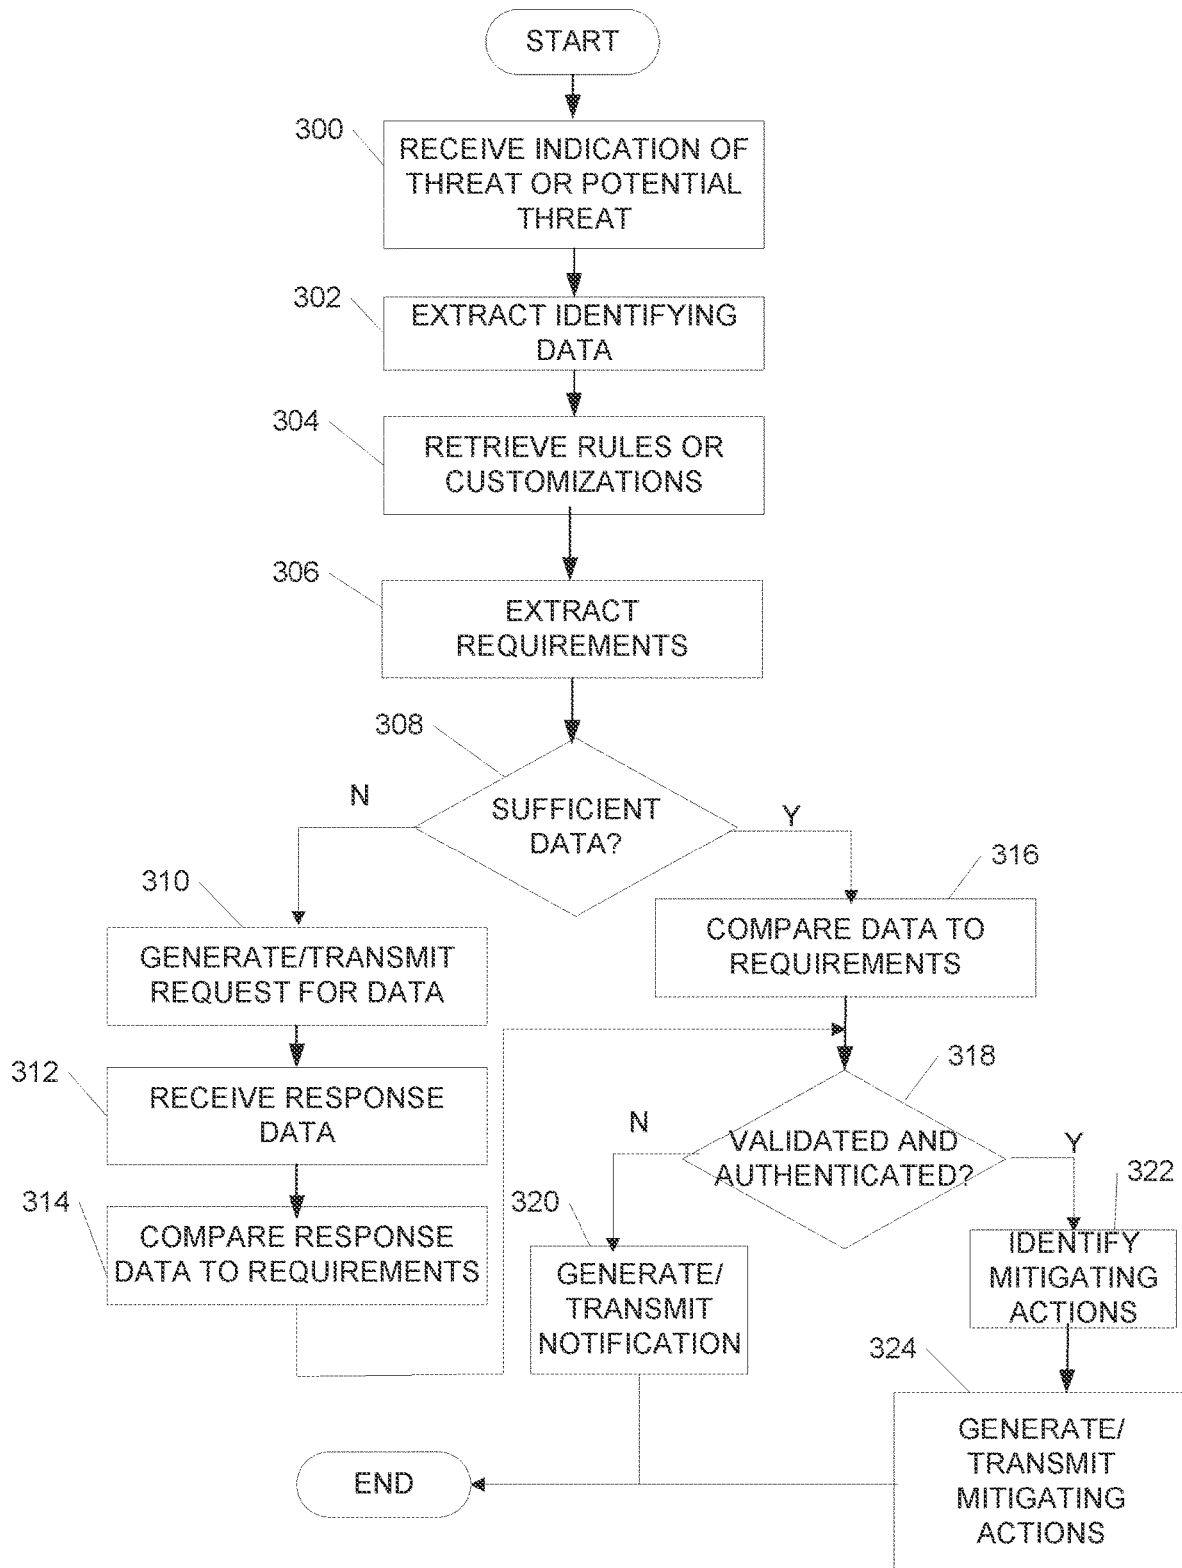 START
300
RECEIVE INDICATION OF
THREAT OR POTENTIAL
THREAT
302
EXTRACT IDENTIFYING
DATA
304
RETRIEVE RULES OR
CUSTOMIZATIONS
306
EXTRACT
REQUIREMENTS
308
SUFFICIENT
DATA?
N
Y
310
GENERATE/TRANSMIT
REQUEST FOR DATA
312
RECEIVE RESPONSE
DATA
314
COMPARE RESPONSE
DATA TO REQUIREMENTS
316
COMPARE DATA TO
REQUIREMENTS
318
VALIDATED AND
AUTHENTICATED?
N
Y
320
GENERATE/
TRANSMIT
NOTIFICATION
322
IDENTIFY
MITIGATING
ACTIONS
324
GENERATE/
TRANSMIT
MITIGATING
ACTIONS
END